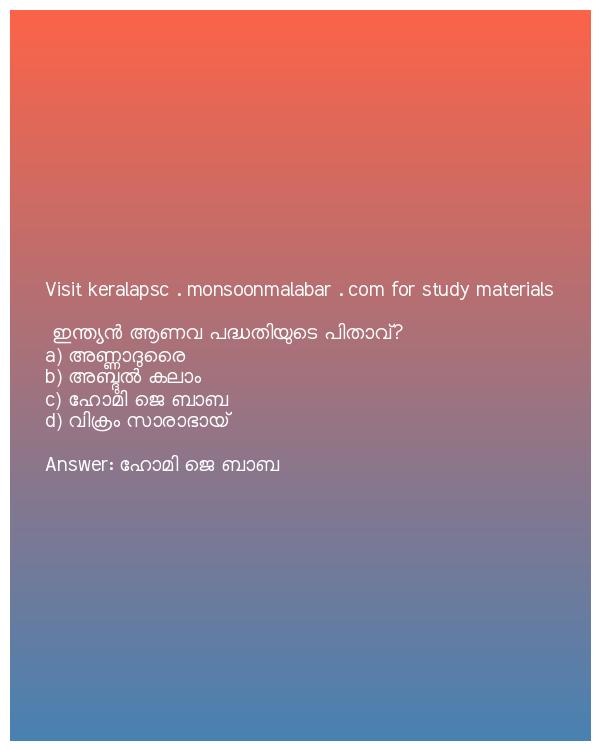 Visit keralapsc . monsoonmalabar . com for study materials
ഇന്ത്യൻ ആണവ പദ്ധതിയുടെ പിതാവ്?
a) അണ്ണാദുരൈ
b) അബ്ദുൽ കലാം
c) ഹോമി ജെ ബാബ
d) വിക്രം സാരാഭായ്
Answer: ഹോമി ജെ ബാബ